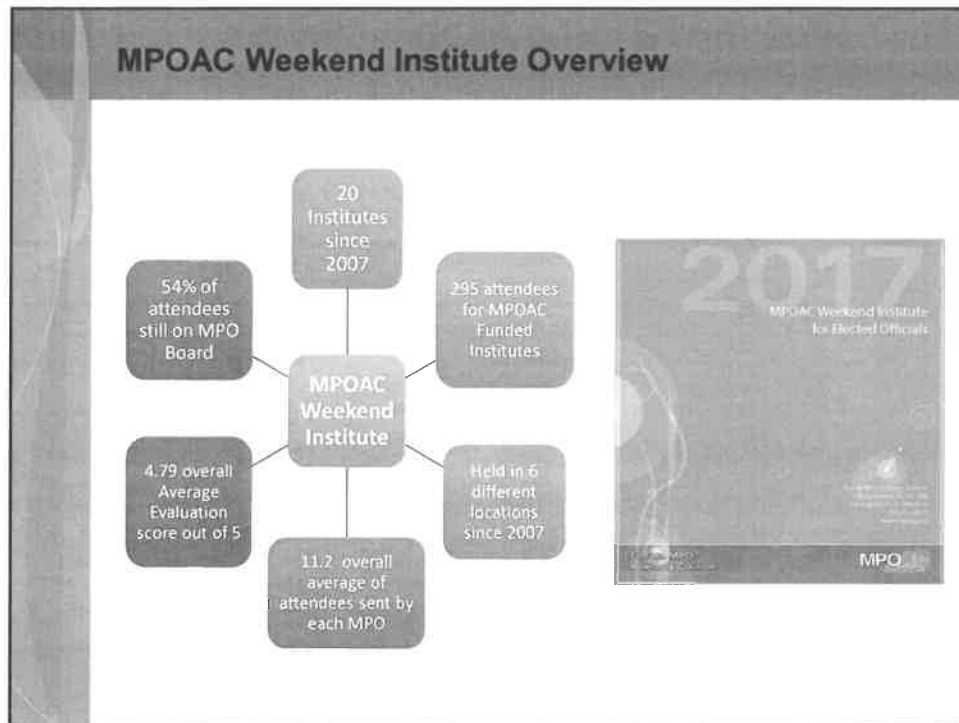 MPOAC Weekend Institute Overview
20
Institutes
since
2007
54% of
attendees
still on MPO
Board
295 attendees
for MPOAC
Funded
Institutes
MPOAC
Weekend
Institute
4.79 overall
Average
Evaluation
score out of 5
Held in 6
different
locations
since 2007
11.2 overall
average of
attendees sent by
each MPO
2017
MPOAC Weekend Institute
for Elected Officials
MPO